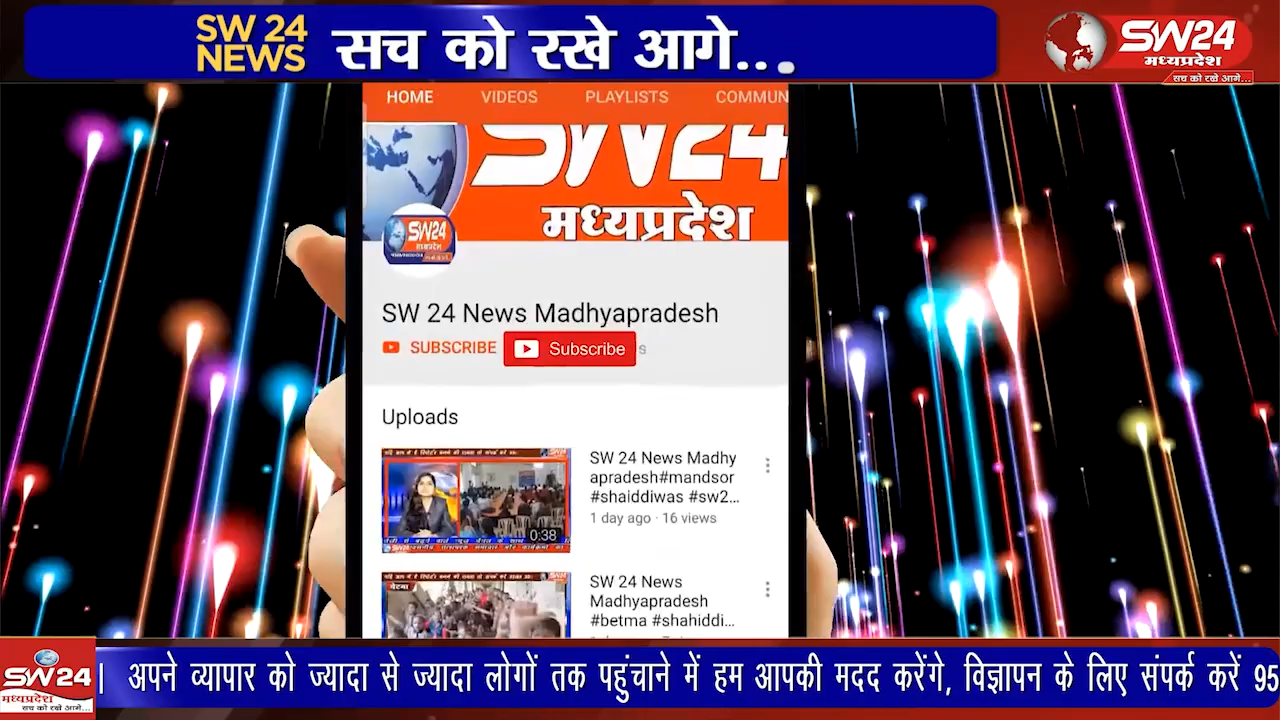 SW 24
NEWS
सच को रखे आगे...
SW24
मध्यप्रदेश
सच को रखे आगे...
HOME VIDEOS PLAYLISTS COMMUN
SW24
मध्यप्रदेश
SW24
SW 24 News Madhyapradesh
SUBSCRIBE Subscribe s
Uploads
SW 24 News Madhy
apradesh#mandsor
#shaiddiwas #sw2...
1 day ago · 16 views
0:38
SW 24 News
Madhyapradesh
#betma #shahiddi...
बेटमा
SW24
मध्यप्रदेश
सच को रखे आगे...
| अपने व्यापार को ज्यादा से ज्यादा लोगों तक पहुंचाने में हम आपकी मदद करेंगे, विज्ञापन के लिए संपर्क करें 95